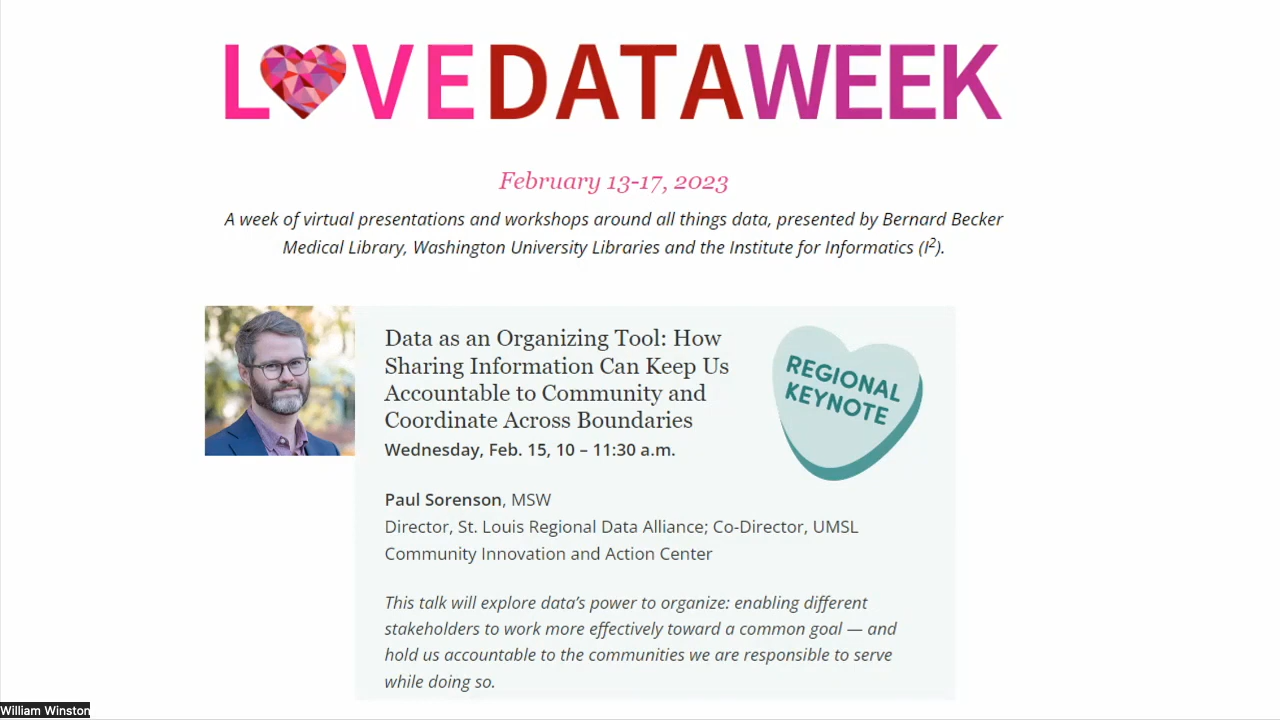 LOVEDATAWEEK
February 13-17, 2023
A week of virtual presentations and workshops around all things data, presented by Bernard Becker
Medical Library, Washington University Libraries and the Institute for Informatics (I²).
Data as an Organizing Tool: How
Sharing Information Can Keep Us
Accountable to Community and
Coordinate Across Boundaries
Wednesday, Feb. 15, 10 – 11:30 a.m.
REGIONAL
KEYNOTE
Paul Sorenson, MSW
Director, St. Louis Regional Data Alliance; Co-Director, UMSL
Community Innovation and Action Center
This talk will explore data’s power to organize: enabling different
stakeholders to work more effectively toward a common goal — and
hold us accountable to the communities we are responsible to serve
while doing so.
William Winston